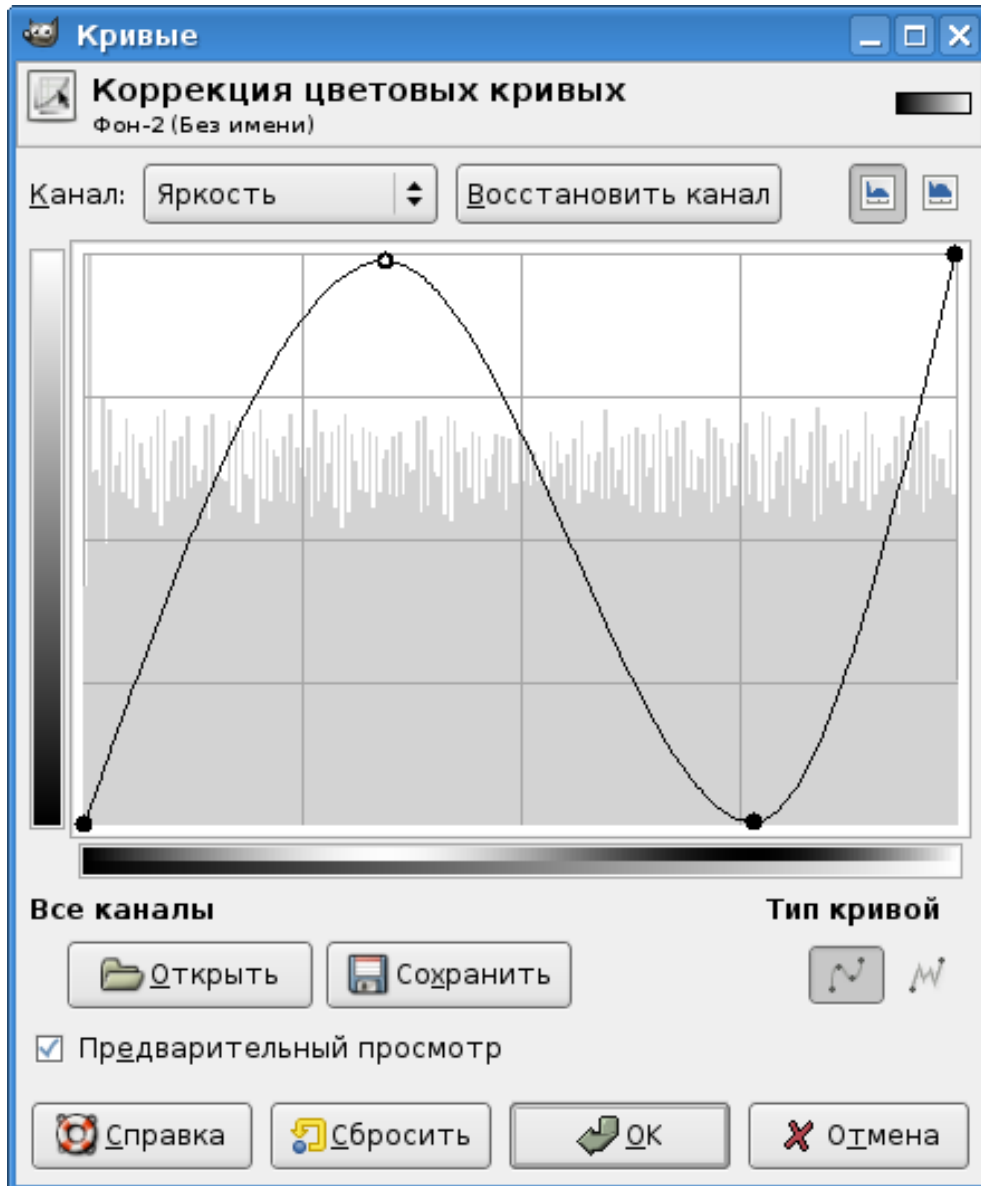 Кривые
Коррекция цветовых кривых
Фон-2 (Без имени)
Канал: Яркость Восстановить канал
Все каналы Тип кривой
Открыть Сохранить
Предварительный просмотр
Справка Сбросить OK Отмена